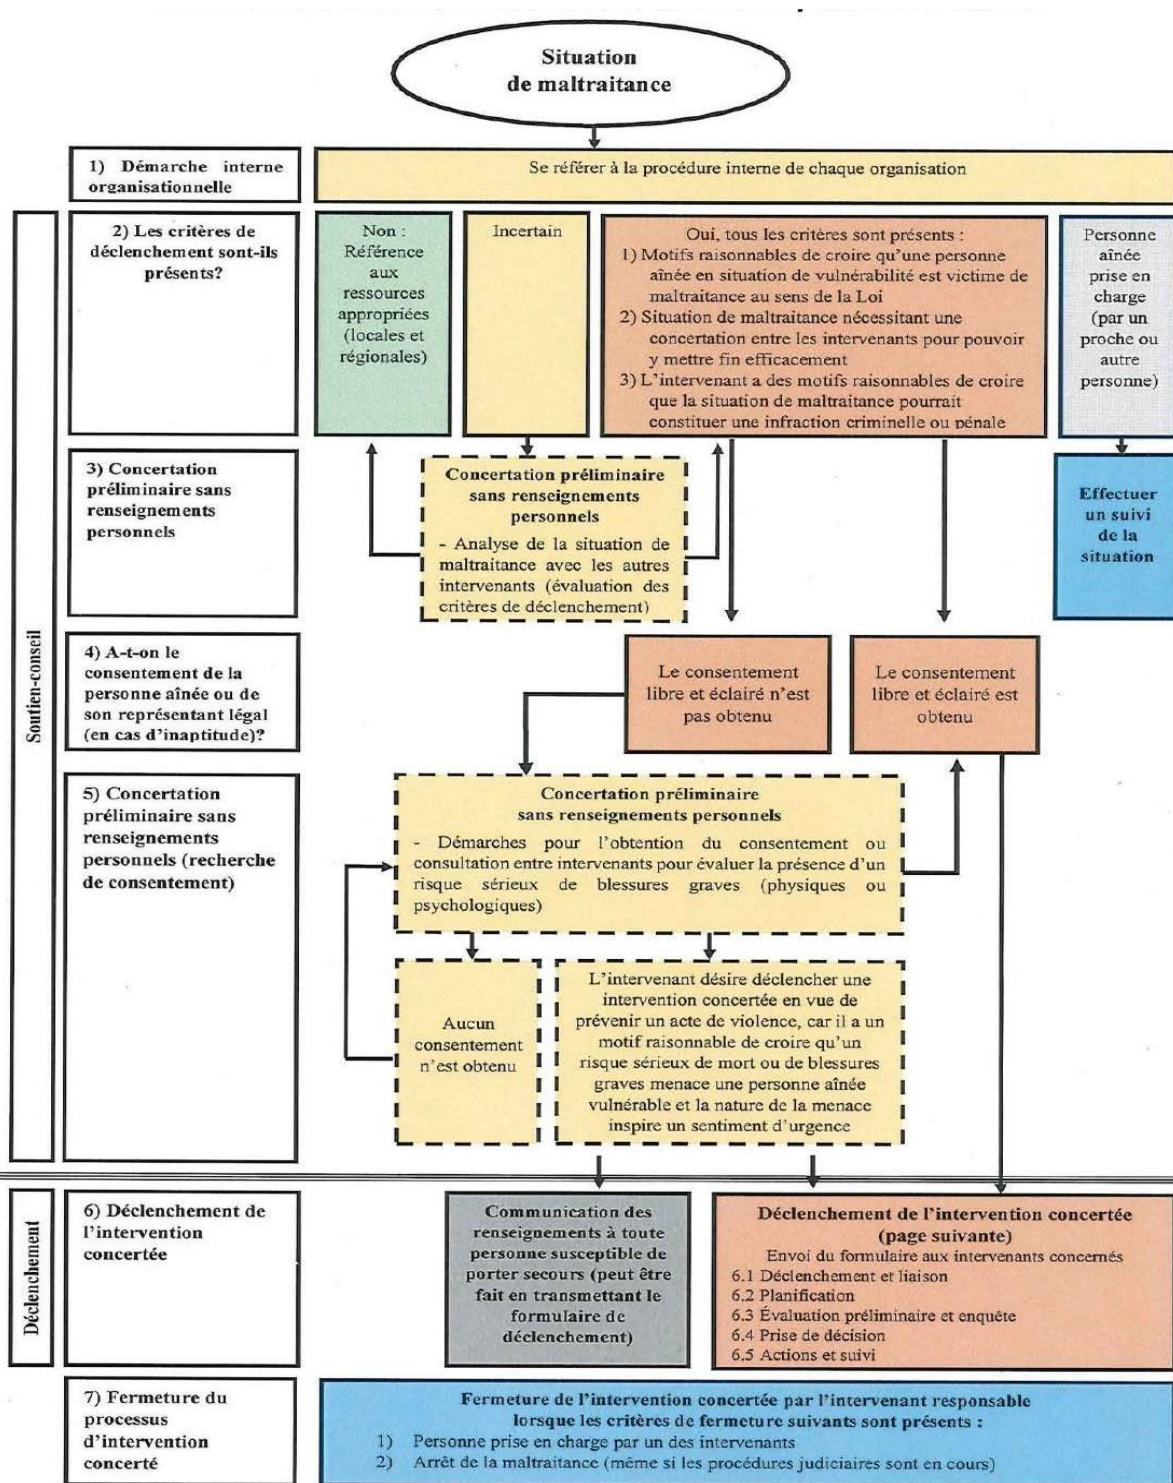 Situation
de maltraitance
1) Démarche interne
organisationnelle
Se référer à la procédure interne de chaque organisation
Soutien-conseil
2) Les critères de
déclenchement sont-ils
présents?
Non :
Référence
aux
ressources
appropriées
(locales et
régionales)
Incertain
Oui, tous les critères sont présents :
1) Motifs raisonnables de croire qu'une personne
aînée en situation de vulnérabilité est victime de
maltraitance au sens de la Loi
2) Situation de maltraitance nécessitant une
concertation entre les intervenants pour pouvoir
y mettre fin efficacement
3) L'intervenant a des motifs raisonnables de croire
que la situation de maltraitance pourrait
constituer une infraction criminelle ou pénale
Personne
aînée
prise en
charge
(par un
proche ou
autre
personne)
3) Concertation
préliminaire sans
renseignements
personnels
Concertation préliminaire
sans renseignements
personnels
- Analyse de la situation de
maltraitance avec les autres
intervenants (évaluation des
critères de déclenchement)
Effectuer
un suivi
de la
situation
4) A-t-on le
consentement de la
personne aînée ou de
son représentant légal
(en cas d'inaptitude)?
Le consentement
libre et éclairé n'est
pas obtenu
Le consentement
libre et éclairé est
obtenu
5) Concertation
préliminaire sans
renseignements
personnels (recherche
de consentement)
Concertation préliminaire
sans renseignements personnels
- Démarches pour l'obtention du consentement ou
consultation entre intervenants pour évaluer la présence d'un
risque sérieux de blessures graves (physiques ou
psychologiques)
Aucun
consentement
n'est obtenu
L'intervenant désire déclencher une
intervention concertée en vue de
prévenir un acte de violence, car il a un
motif raisonnable de croire qu'un
risque sérieux de mort ou de blessures
graves menace une personne aînée
vulnérable et la nature de la menace
inspire un sentiment d'urgence
Déclenchement
6) Déclenchement de
l'intervention
concertée
Communication des
renseignements à toute
personne susceptible de
porter secours (peut être
fait en transmettant le
formulaire de
déclenchement)
Déclenchement de l'intervention concertée
(page suivante)
Envoi du formulaire aux intervenants concernés
6.1 Déclenchement et liaison
6.2 Planification
6.3 Évaluation préliminaire et enquête
6.4 Prise de décision
6.5 Actions et suivi
7) Fermeture du
processus
d'intervention
concerté
Fermeture de l'intervention concertée par l'intervenant responsable
lorsque les critères de fermeture suivants sont présents :
1) Personne prise en charge par un des intervenants
2) Arrêt de la maltraitance (même si les procédures judiciaires sont en cours)